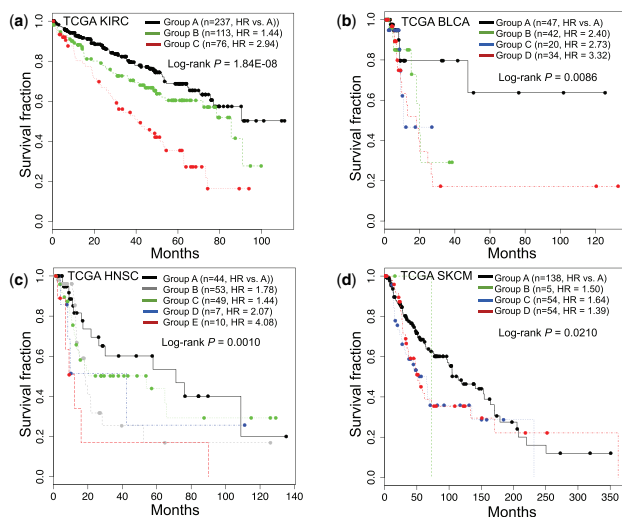 (a)
TCGA KIRC
Group A (n=237, HR vs. A))
Group B (n=113, HR = 1.44)
Group C (n=76, HR = 2.94)
Log-rank P = 1.84E-08
Survival fraction
0.0 0.2 0.4 0.6 0.8 1.0
0 20 40 60 80 100
Months
(b)
TCGA BLCA
Group A (n=47, HR vs. A)
Group B (n=42, HR = 2.40)
Group C (n=20, HR = 2.73)
Group D (n=34, HR = 3.32)
Log-rank P = 0.0086
Survival fraction
0.0 0.2 0.4 0.6 0.8 1.0
0 20 40 60 80 100 120
Months
(c)
TCGA HNSC
Group A (n=44, HR vs. A))
Group B (n=53, HR = 1.78)
Group C (n=49, HR = 1.44)
Group D (n=7, HR = 2.07)
Group E (n=10, HR = 4.08)
Log-rank P = 0.0010
Survival fraction
0.0 0.2 0.4 0.6 0.8 1.0
0 20 40 60 80 100 120 140
Months
(d)
TCGA SKCM
Group A (n=138, HR vs. A)
Group B (n=5, HR = 1.50)
Group C (n=54, HR = 1.64)
Group D (n=54, HR = 1.39)
Log-rank P = 0.0210
Survival fraction
0.0 0.2 0.4 0.6 0.8 1.0
0 50 100 150 200 250 300 350
Months